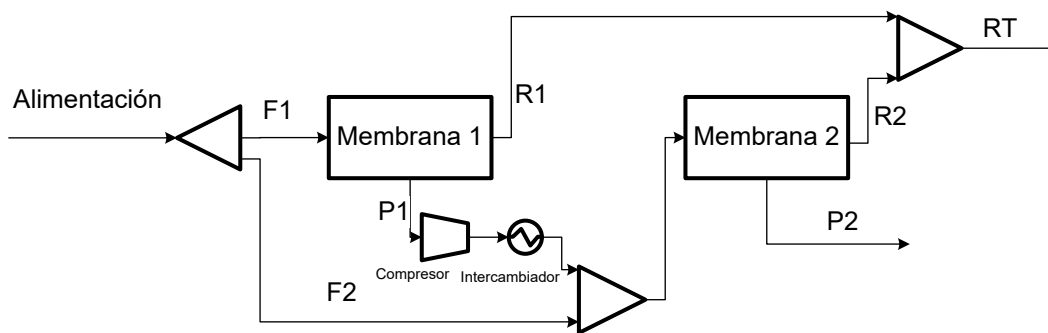 RT
R1
Alimentación
F1
Membrana 1
Membrana 2
R2
P1
P2
Compresor
Intercambiador
F2